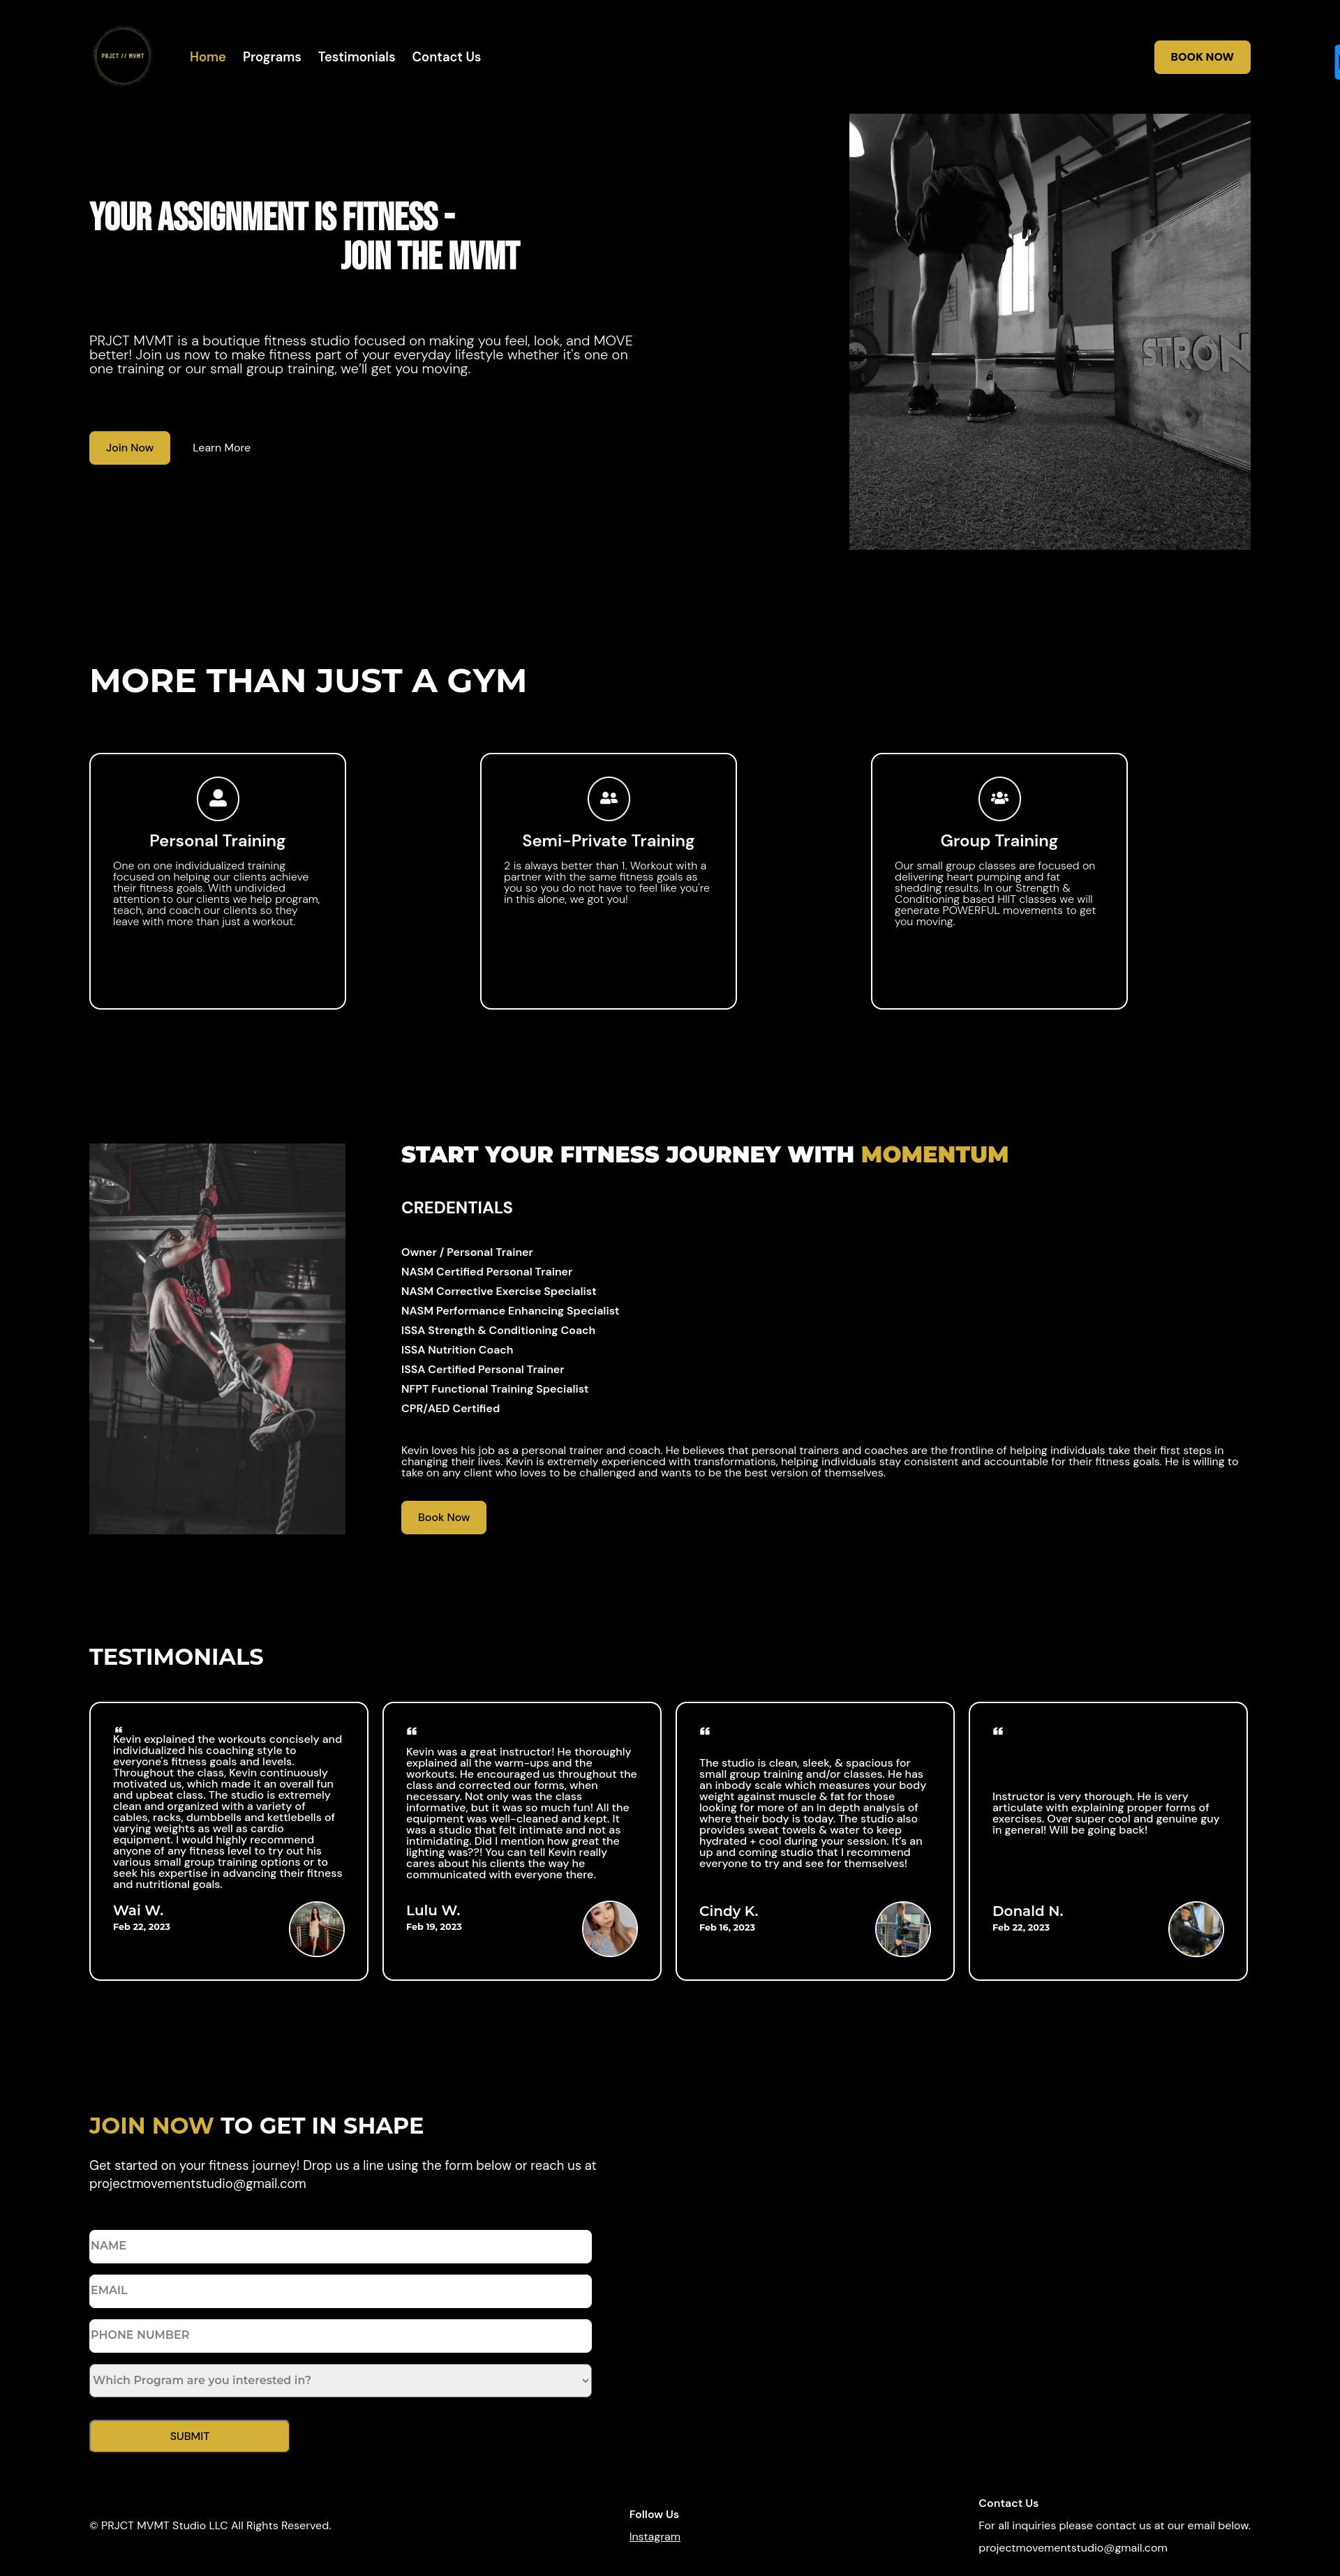 PRJCT // MVMT
Home
Programs
Testimonials
Contact Us
BOOK NOW
YOUR ASSIGNMENT IS FITNESS -
JOIN THE MVMT
PRJCT MVMT is a boutique fitness studio focused on making you feel, look, and MOVE
better! Join us now to make fitness part of your everyday lifestyle whether it's one on
one training or our small group training, we’ll get you moving.
Join Now
Learn More
STRON
MORE THAN JUST A GYM
Personal Training
One on one individualized training
focused on helping our clients achieve
their fitness goals. With undivided
attention to our clients we help program,
teach, and coach our clients so they
leave with more than just a workout.
Semi-Private Training
2 is always better than 1. Workout with a
partner with the same fitness goals as
you so you do not have to feel like you're
in this alone, we got you!
Group Training
Our small group classes are focused on
delivering heart pumping and fat
shedding results. In our Strength &
Conditioning based HIIT classes we will
generate POWERFUL movements to get
you moving.
START YOUR FITNESS JOURNEY WITH MOMENTUM
CREDENTIALS
Owner / Personal Trainer
NASM Certified Personal Trainer
NASM Corrective Exercise Specialist
NASM Performance Enhancing Specialist
ISSA Strength & Conditioning Coach
ISSA Nutrition Coach
ISSA Certified Personal Trainer
NFPT Functional Training Specialist
CPR/AED Certified
Kevin loves his job as a personal trainer and coach. He believes that personal trainers and coaches are the frontline of helping individuals take their first steps in
changing their lives. Kevin is extremely experienced with transformations, helping individuals stay consistent and accountable for their fitness goals. He is willing to
take on any client who loves to be challenged and wants to be the best version of themselves.
Book Now
TESTIMONIALS
❝
Kevin explained the workouts concisely and
individualized his coaching style to
everyone's fitness goals and levels.
Throughout the class, Kevin continuously
motivated us, which made it an overall fun
and upbeat class. The studio is extremely
clean and organized with a variety of
cables, racks, dumbbells and kettlebells of
varying weights as well as cardio
equipment. I would highly recommend
anyone of any fitness level to try out his
various small group training options or to
seek his expertise in advancing their fitness
and nutritional goals.
Wai W.
Feb 22, 2023
❝
Kevin was a great instructor! He thoroughly
explained all the warm-ups and the
workouts. He encouraged us throughout the
class and corrected our forms, when
necessary. Not only was the class
informative, but it was so much fun! All the
equipment was well-cleaned and kept. It
was a studio that felt intimate and not as
intimidating. Did I mention how great the
lighting was??! You can tell Kevin really
cares about his clients the way he
communicated with everyone there.
Lulu W.
Feb 19, 2023
❝
The studio is clean, sleek, & spacious for
small group training and/or classes. He has
an inbody scale which measures your body
weight against muscle & fat for those
looking for more of an in depth analysis of
where their body is today. The studio also
provides sweat towels & water to keep
hydrated + cool during your session. It’s an
up and coming studio that I recommend
everyone to try and see for themselves!
Cindy K.
Feb 16, 2023
❝
Instructor is very thorough. He is very
articulate with explaining proper forms of
exercises. Over super cool and genuine guy
in general! Will be going back!
Donald N.
Feb 22, 2023
JOIN NOW TO GET IN SHAPE
Get started on your fitness journey! Drop us a line using the form below or reach us at
projectmovementstudio@gmail.com
NAME
EMAIL
PHONE NUMBER
Which Program are you interested in?
SUBMIT
© PRJCT MVMT Studio LLC All Rights Reserved.
Follow Us
Instagram
Contact Us
For all inquiries please contact us at our email below.
projectmovementstudio@gmail.com